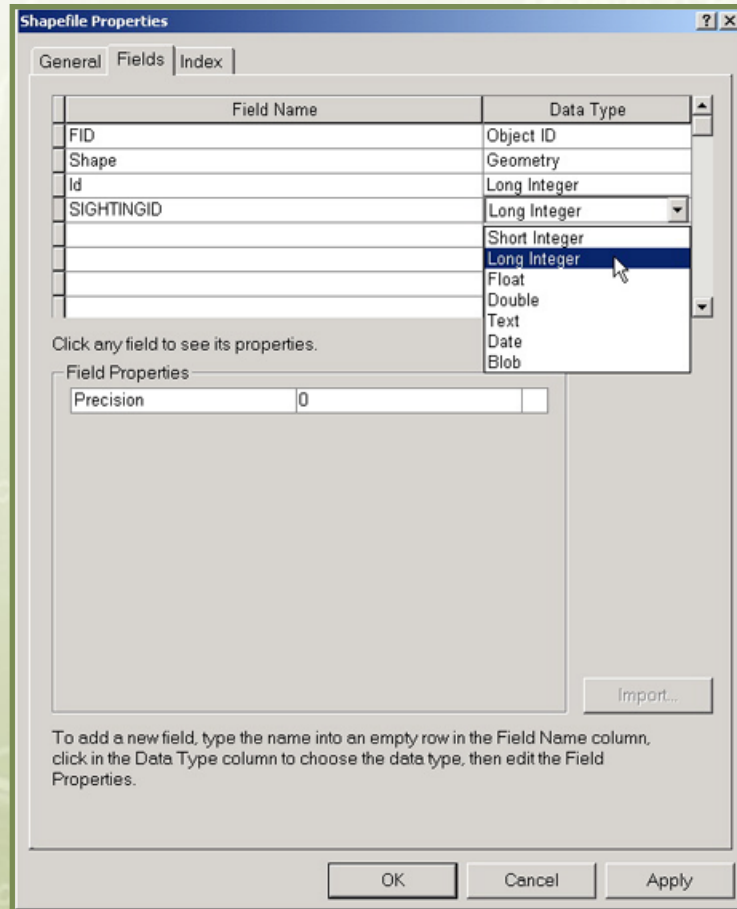 Shapefile Properties
General Fields Index
Field Name Data Type
FID Object ID
Shape Geometry
Id Long Integer
SIGHTINGID Long Integer
Short Integer
Long Integer
Float
Double
Text
Date
Blob
Click any field to see its properties.
Field Properties
Precision 0
Import...
To add a new field, type the name into an empty row in the Field Name column,
click in the Data Type column to choose the data type, then edit the Field
Properties.
OK Cancel Apply